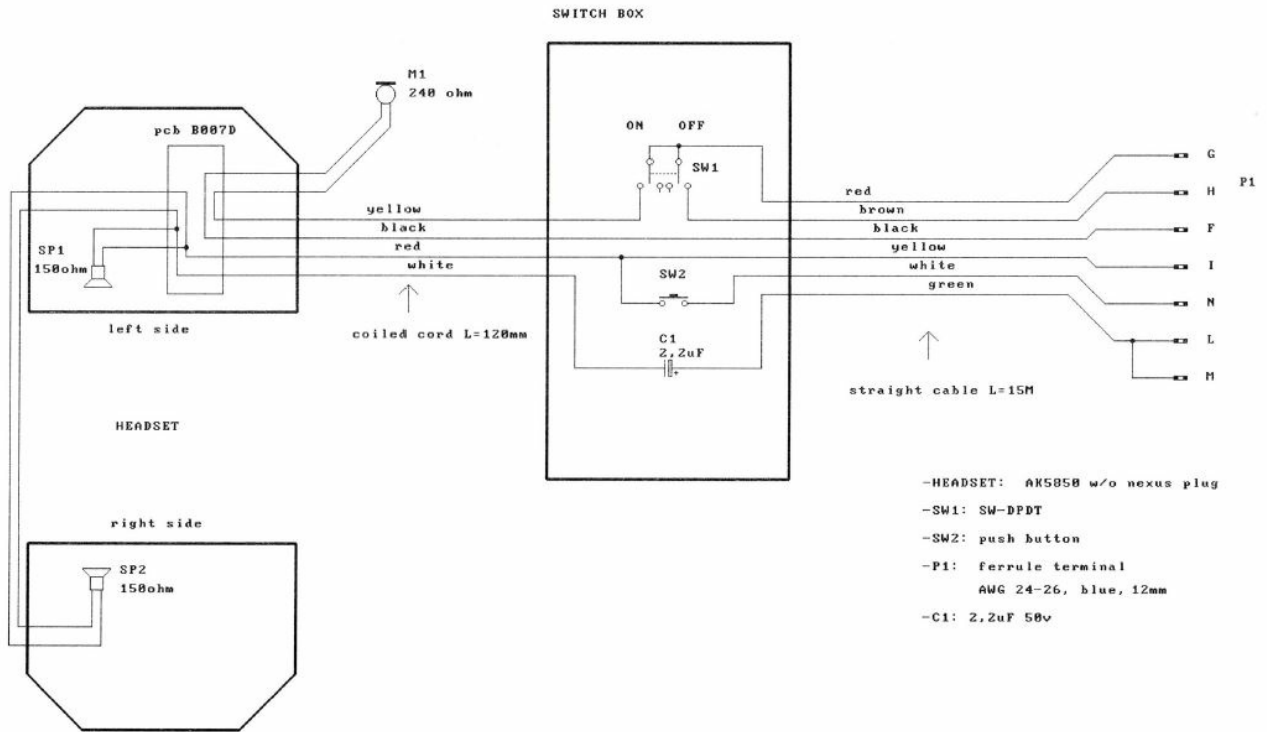 SWITCH BOX
M1
240 ohm
pcb B007D
ON OFF
SW1
G
P1
red
H
brown
yellow
F
black
black
red
yellow
I
white
white
SP1
150ohm
SW2
green
N
left side
coiled cord L=120mm
C1
2,2uF
+
L
M
straight cable L=15M
HEADSET
-HEADSET: AK5850 w/o nexus plug
-SW1: SW-DPDT
right side
-SW2: push button
-P1: ferrule terminal
AWG 24-26, blue, 12mm
SP2
150ohm
-C1: 2,2uF 50v